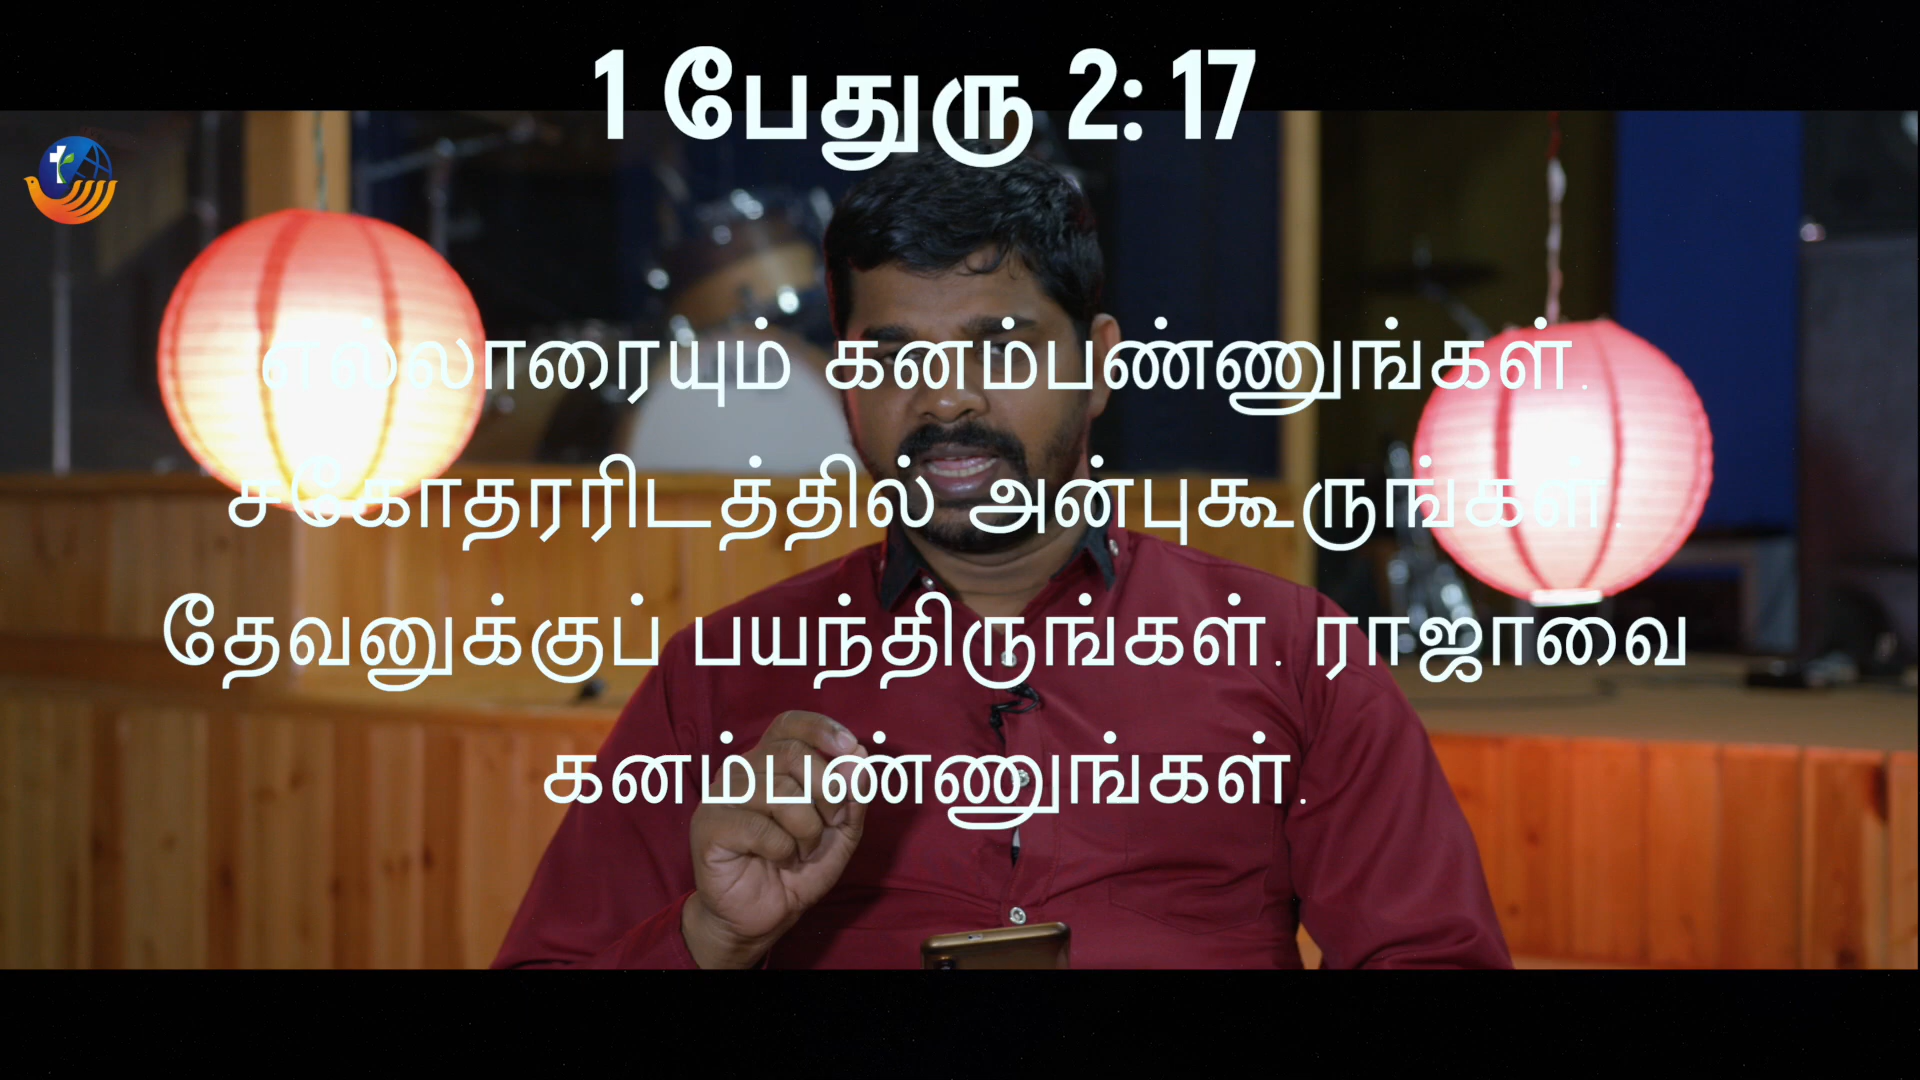 1 பேதுரு 2: 17
எல்லாரையும் கனம்பண்ணுங்கள்.
சகோதரரிடத்தில் அன்புகூருங்கள்.
தேவனுக்குப் பயந்திருங்கள். ராஜாவை
கனம்பண்ணுங்கள்.